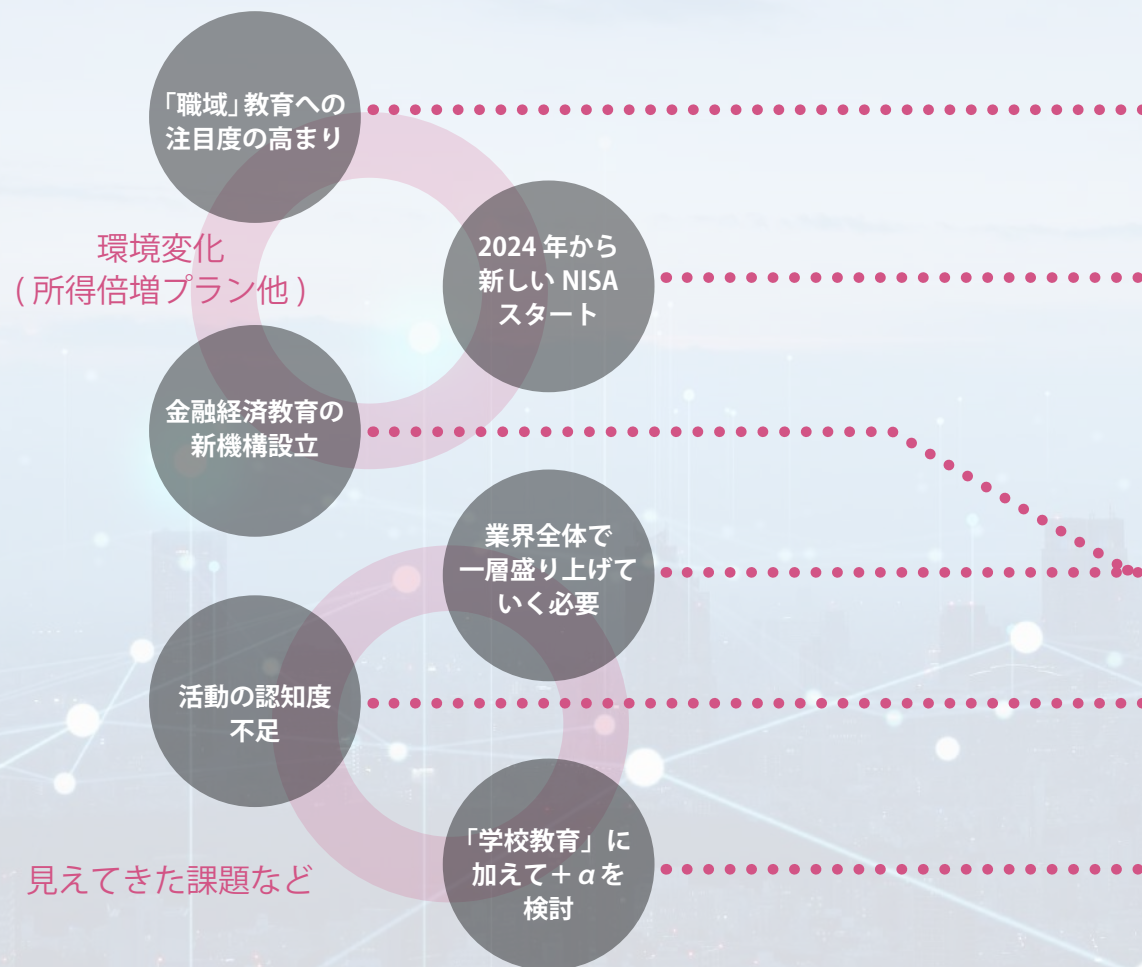 「職域」教育への
注目度の高まり
環境変化
( 所得倍増プラン他 )
2024 年から
新しい NISA
スタート
金融経済教育の
新機構設立
業界全体で
一層盛り上げて
いく必要
活動の認知度
不足
「学校教育」に
加えて＋αを
検討
見えてきた課題など